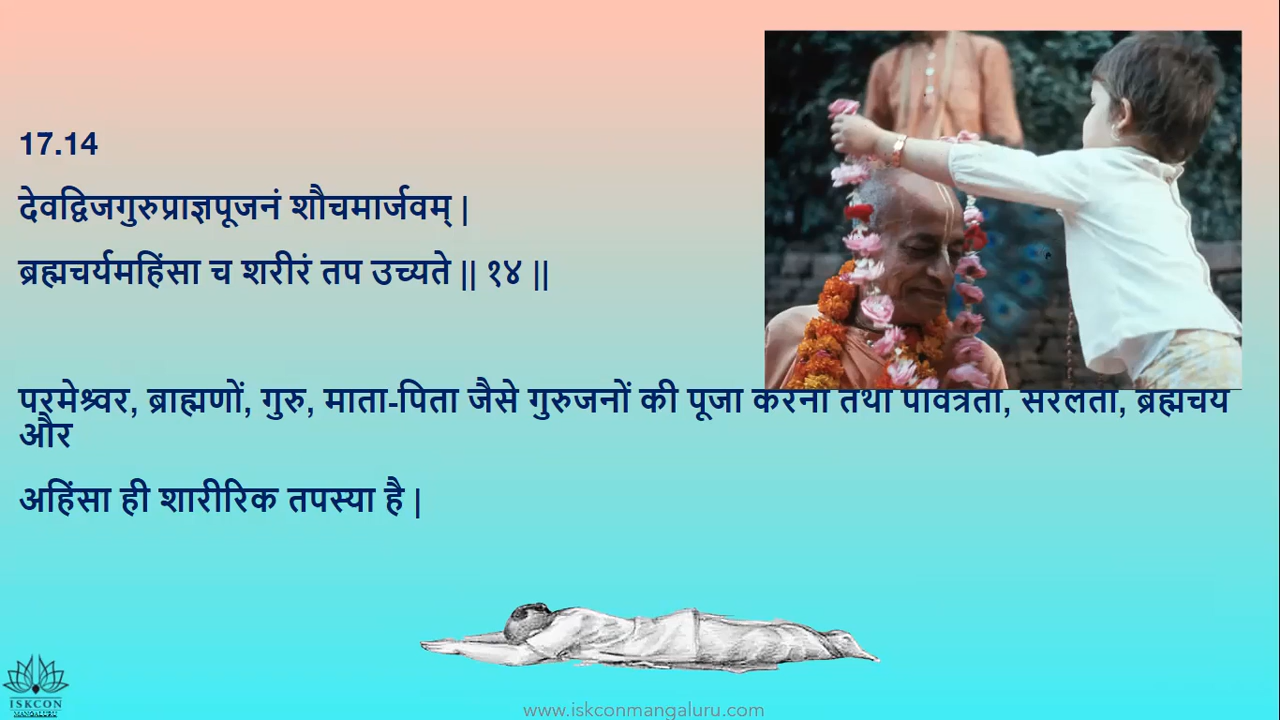 17.14
देवद्विजगुरुप्राज्ञपूजनं शौचमार्जवम् |
ब्रह्मचर्यमहिंसा च शरीरं तप उच्यते || १४ ||
परमेश्र्वर, ब्राह्मणों, गुरु, माता-पिता जैसे गुरुजनों की पूजा करना तथा पवित्रता, सरलता, ब्रह्मचर्य
और
अहिंसा ही शारीरिक तपस्या है |
ISKCON
MANGALURU
www.iskconmangaluru.com